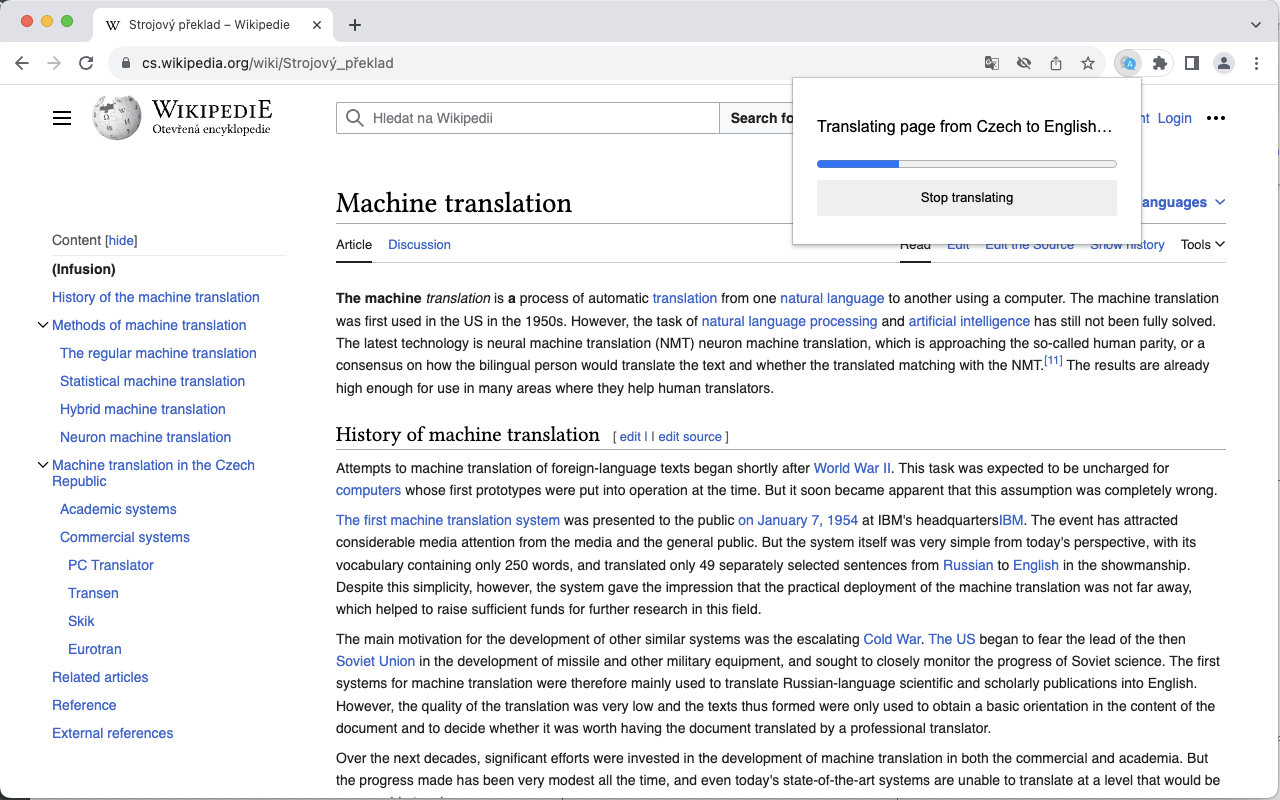 Strojový překlad – Wikipedie
cs.wikipedia.org/wiki/Strojový_překlad
WIKIPEDIE
Otevřená encyklopedie
Hledat na Wikipedii
Search fo
nt Login
Translating page from Czech to English…
Stop translating
Machine translation
anguages
Article Discussion
Read Edit Edit the Source Show history Tools
Content [hide]
(Infusion)
History of the machine translation
Methods of machine translation
The regular machine translation
Statistical machine translation
Hybrid machine translation
Neuron machine translation
Machine translation in the Czech
Republic
Academic systems
Commercial systems
PC Translator
Transen
Skik
Eurotran
Related articles
Reference
External references
The machine translation is a process of automatic translation from one natural language to another using a computer. The machine translation
was first used in the US in the 1950s. However, the task of natural language processing and artificial intelligence has still not been fully solved.
The latest technology is neural machine translation (NMT) neuron machine translation, which is approaching the so-called human parity, or a
consensus on how the bilingual person would translate the text and whether the translated matching with the NMT.[11] The results are already
high enough for use in many areas where they help human translators.
History of machine translation [ edit | | edit source ]
Attempts to machine translation of foreign-language texts began shortly after World War II. This task was expected to be uncharged for
computers whose first prototypes were put into operation at the time. But it soon became apparent that this assumption was completely wrong.
The first machine translation system was presented to the public on January 7, 1954 at IBM's headquartersIBM. The event has attracted
considerable media attention from the media and the general public. But the system itself was very simple from today's perspective, with its
vocabulary containing only 250 words, and translated only 49 separately selected sentences from Russian to English in the showmanship.
Despite this simplicity, however, the system gave the impression that the practical deployment of the machine translation was not far away,
which helped to raise sufficient funds for further research in this field.
The main motivation for the development of other similar systems was the escalating Cold War. The US began to fear the lead of the then
Soviet Union in the development of missile and other military equipment, and sought to closely monitor the progress of Soviet science. The first
systems for machine translation were therefore mainly used to translate Russian-language scientific and scholarly publications into English.
However, the quality of the translation was very low and the texts thus formed were only used to obtain a basic orientation in the content of the
document and to decide whether it was worth having the document translated by a professional translator.
Over the next decades, significant efforts were invested in the development of machine translation in both the commercial and academia. But
the progress made has been very modest all the time, and even today's state-of-the-art systems are unable to translate at a level that would be